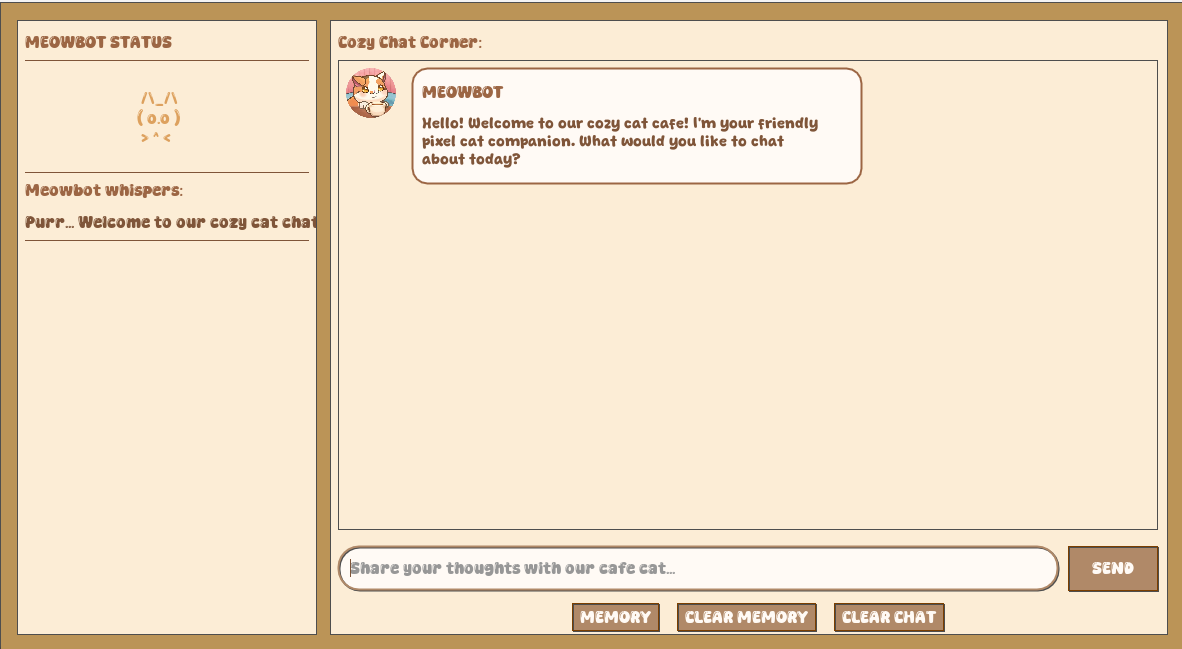 MEOWBOT STATUS
/\_/\
( o.o )
> ^ <
Meowbot whispers:
Purr... Welcome to our cozy cat chat
Cozy Chat Corner:
MEOWBOT
Hello! Welcome to our cozy cat cafe! I'm your friendly
pixel cat companion. What would you like to chat
about today?
Share your thoughts with our cafe cat...
SEND
MEMORY
CLEAR MEMORY
CLEAR CHAT